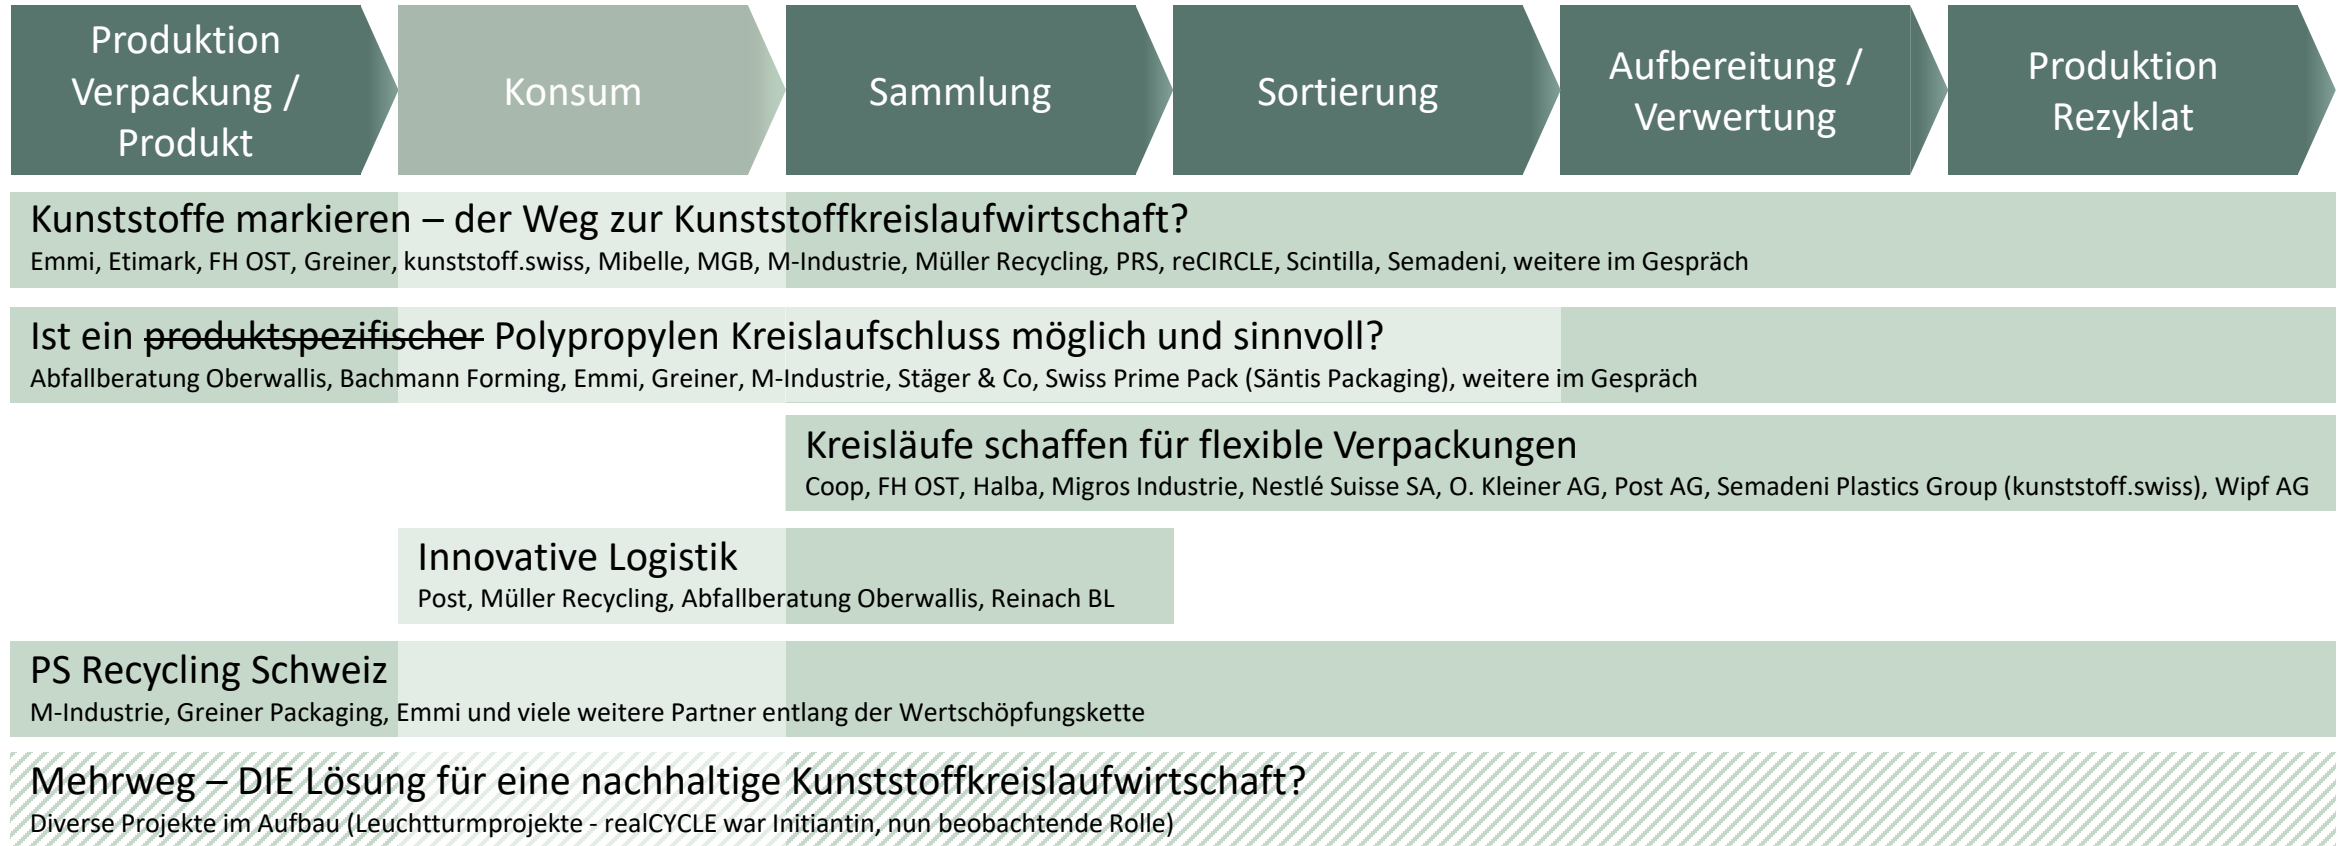 Produktion
Verpackung /
Produkt
Konsum
Sammlung
Sortierung
Aufbereitung /
Verwertung
Produktion
Rezyklat
Kunststoffe markieren – der Weg zur Kunststoffkreislaufwirtschaft?
Emmi, Etimark, FH OST, Greiner, kunststoff.swiss, Mibelle, MGB, M-Industrie, Müller Recycling, PRS, reCIRCLE, Scintilla, Semadeni, weitere im Gespräch
Ist ein produktspezifischer Polypropylen Kreislaufschluss möglich und sinnvoll?
Abfallberatung Oberwallis, Bachmann Forming, Emmi, Greiner, M-Industrie, Stäger & Co, Swiss Prime Pack (Säntis Packaging), weitere im Gespräch
Kreisläufe schaffen für flexible Verpackungen
Coop, FH OST, Halba, Migros Industrie, Nestlé Suisse SA, O. Kleiner AG, Post AG, Semadeni Plastics Group (kunststoff.swiss), Wipf AG
Innovative Logistik
Post, Müller Recycling, Abfallberatung Oberwallis, Reinach BL
PS Recycling Schweiz
M-Industrie, Greiner Packaging, Emmi und viele weitere Partner entlang der Wertschöpfungskette
Mehrweg – DIE Lösung für eine nachhaltige Kunststoffkreislaufwirtschaft?
Diverse Projekte im Aufbau (Leuchtturmprojekte - realCYCLE war Initiantin, nun beobachtende Rolle)